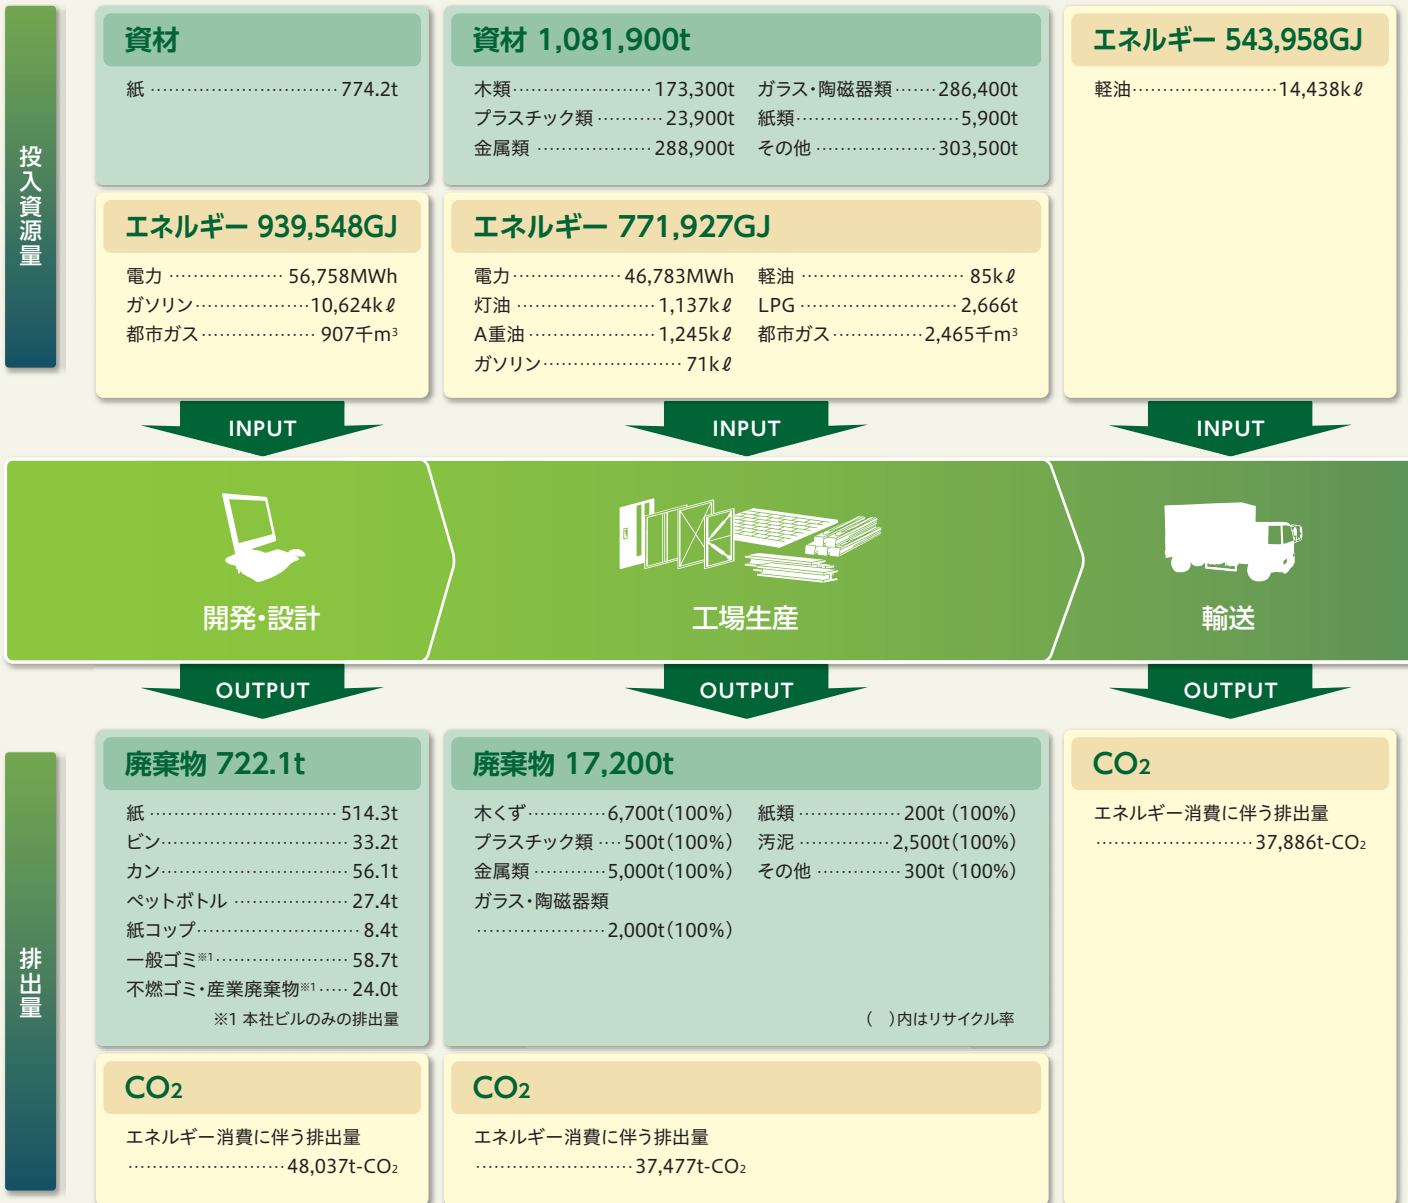 投入資源量
資材
紙 ･････････････････････････････ 774.2t
エネルギー 939,548GJ
電力 ･････････････････ 56,758MWh
ガソリン･･････････････････10,624kℓ
都市ガス･･････････････････ 907千m³
資材 1,081,900t
木類･･････････････････････ 173,300t
プラスチック類 ･･･････････23,900t
金属類 ･･････････････････288,900t
ガラス・陶磁器類･･･････286,400t
紙類･･････････････････････････5,900t
その他 ･･･････････････････303,500t
エネルギー 771,927GJ
電力･････････････････46,783MWh
灯油 ･･････････････････････1,137kℓ
A重油････････････････････1,245kℓ
ガソリン･･････････････････････ 71kℓ
軽油 ･･････････････････････････ 85kℓ
LPG ･････････････････････････2,666t
都市ガス ･･････････････2,465千m³
エネルギー 543,958GJ
軽油･･･････････････････････14,438kℓ
INPUT
INPUT
INPUT
開発・設計
工場生産
輸送
OUTPUT
OUTPUT
OUTPUT
排出量
廃棄物 722.1t
紙 ･････････････････････････････ 514.3t
ビン･･････････････････････････････ 33.2t
カン･･････････････････････････････ 56.1t
ペットボトル ･･････････････････ 27.4t
紙コップ･･････････････････････････ 8.4t
一般ゴミ※1･････････････････････ 58.7t
不燃ゴミ・産業廃棄物※1 ･････ 24.0t
※1 本社ビルのみの排出量
CO2
エネルギー消費に伴う排出量
･････････････････････････48,037t-CO2
廃棄物 17,200t
木くず････････････6,700t(100%)
プラスチック類 ････500t(100%)
金属類 ･･･････････5,000t(100%)
ガラス・陶磁器類
････････････････････2,000t(100%)
紙類 ････････････････200t (100%)
汚泥 ･･････････････2,500t(100%)
その他 ･････････････300t (100%)
（　）内はリサイクル率
CO2
エネルギー消費に伴う排出量
･････････････････････････37,477t-CO2
CO2
エネルギー消費に伴う排出量
･････････････････････････37,886t-CO2